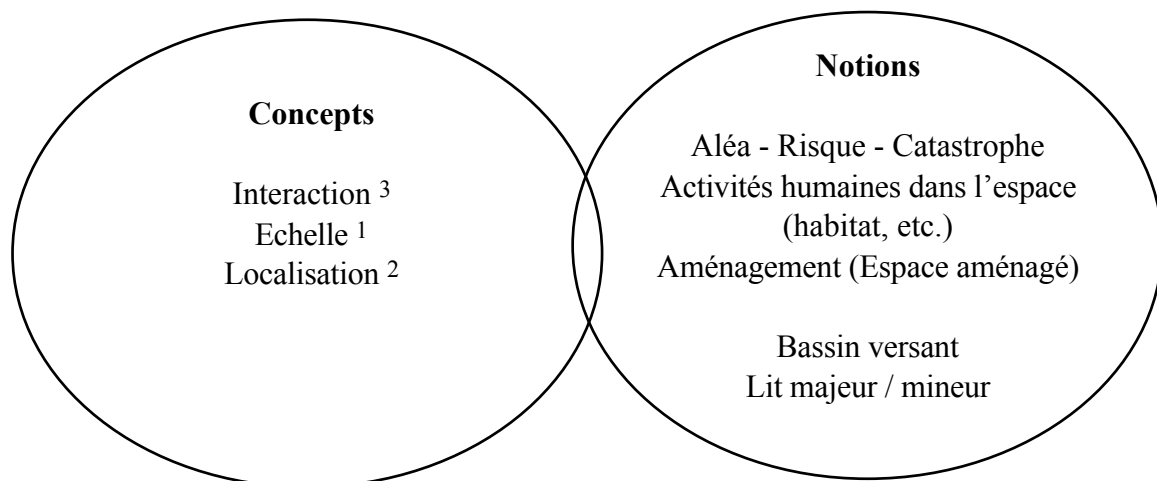 Concepts
Interaction 3
Echelle 1
Localisation 2
Notions
Aléa - Risque - Catastrophe
Activités humaines dans l’espace
(habitat, etc.)
Aménagement (Espace aménagé)
Bassin versant
Lit majeur / mineur